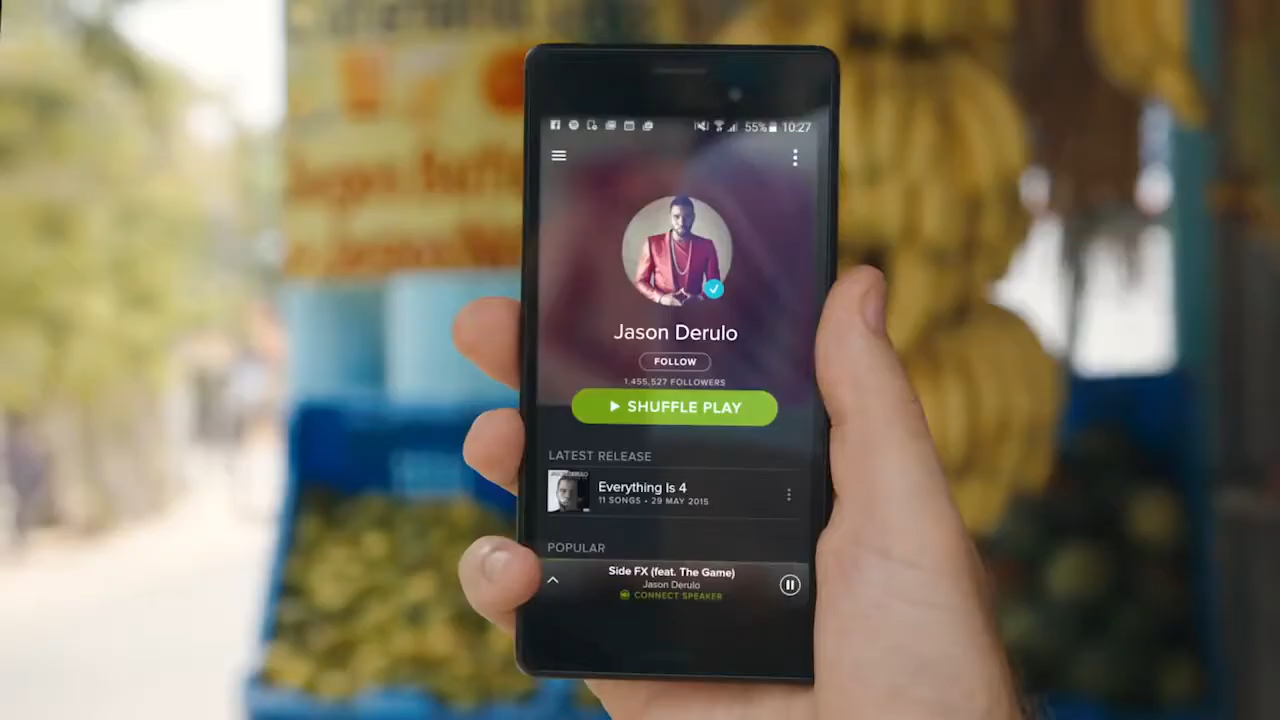 55% 10:27
Jason Derulo
FOLLOW
1,455,527 FOLLOWERS
SHUFFLE PLAY
LATEST RELEASE
Everything Is 4
11 SONGS • 29 MAY 2015
POPULAR
Side FX (feat. The Game)
Jason Derulo
CONNECT SPEAKER